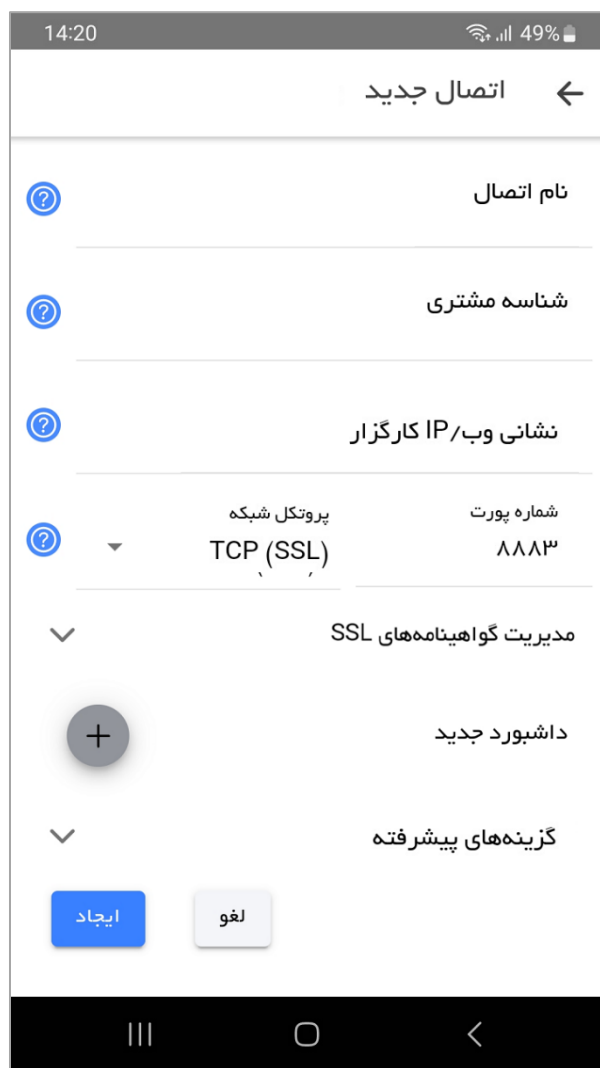 14:20 49%
اتصال جدید
نام اتصال
شناسه مشتری
نشانی وب/IP کارگزار
شماره پورت
پروتکل شبکه
۸۸۸۳
TCP (SSL)
مدیریت گواهینامه‌های SSL
داشبورد جدید
گزینه‌های پیشرفته
لغو
ایجاد